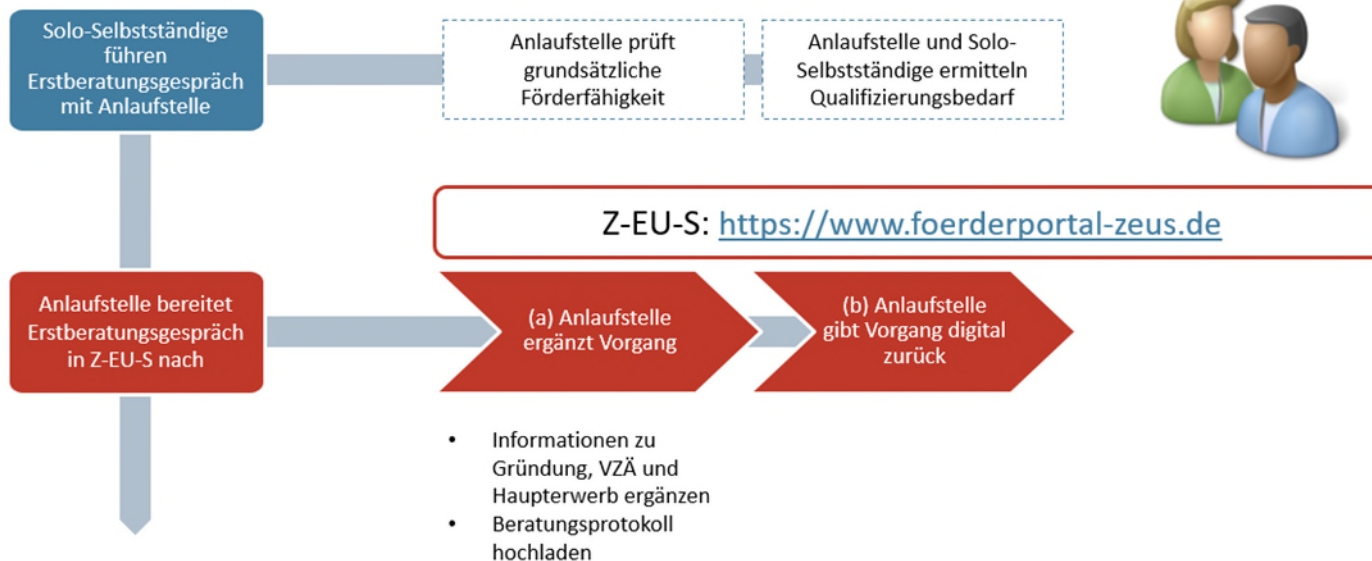 Solo-Selbstständige
führen
Erstberatungsgespräch
mit Anlaufstelle
Anlaufstelle prüft
grundsätzliche
Förderfähigkeit
Anlaufstelle und Solo-
Selbstständige ermitteln
Qualifizierungsbedarf
Z-EU-S: https://www.foerderportal-zeus.de
Anlaufstelle bereitet
Erstberatungsgespräch
in Z-EU-S nach
(a) Anlaufstelle
ergänzt Vorgang
(b) Anlaufstelle
gibt Vorgang digital
zurück
• Informationen zu
Gründung, VZÄ und
Haupterwerb ergänzen
• Beratungsprotokoll
hochladen